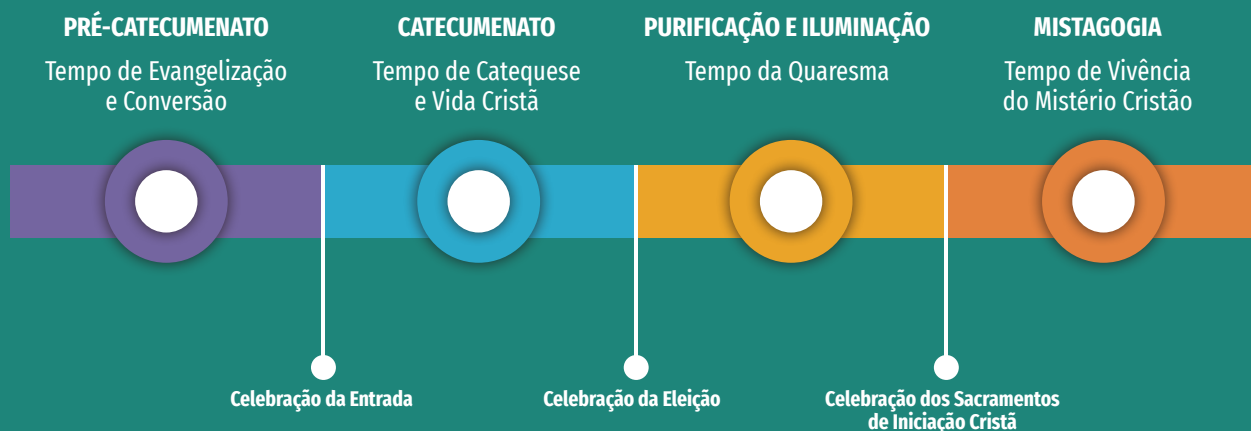 PRÉ-CATECUMENATO
Tempo de Evangelização
e Conversão
CATECUMENATO
Tempo de Catequese
e Vida Cristã
PURIFICAÇÃO E ILUMINAÇÃO
Tempo da Quaresma
MISTAGOGIA
Tempo de Vivência
do Mistério Cristão
Celebração da Entrada
Celebração da Eleição
Celebração dos Sacramentos
de Iniciação Cristã